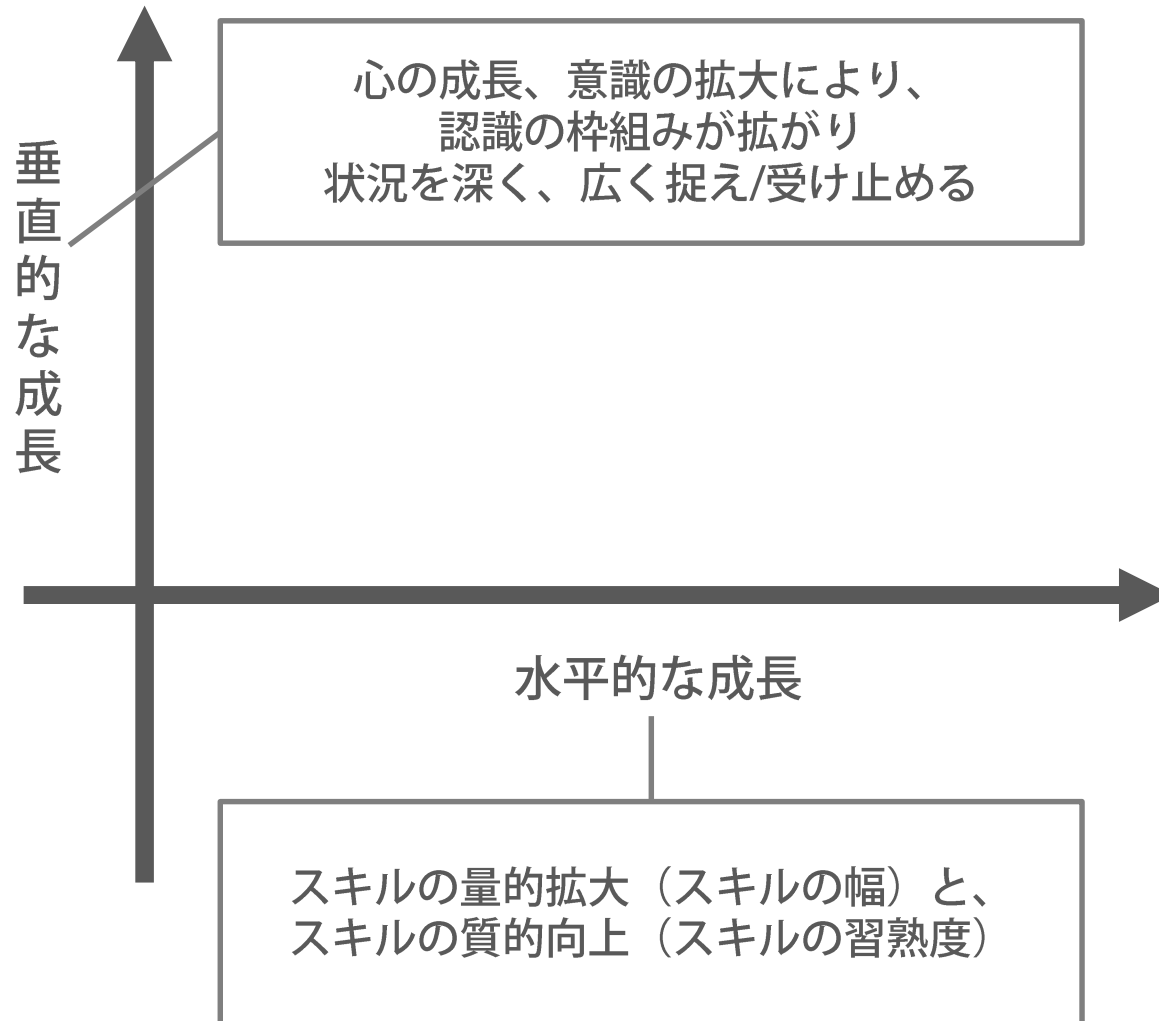 心の成長、意識の拡大により、
認識の枠組みが拡がり
状況を深く、広く捉え/受け止める
垂直的な成長
水平的な成長
スキルの量的拡大（スキルの幅）と、
スキルの質的向上（スキルの習熟度）